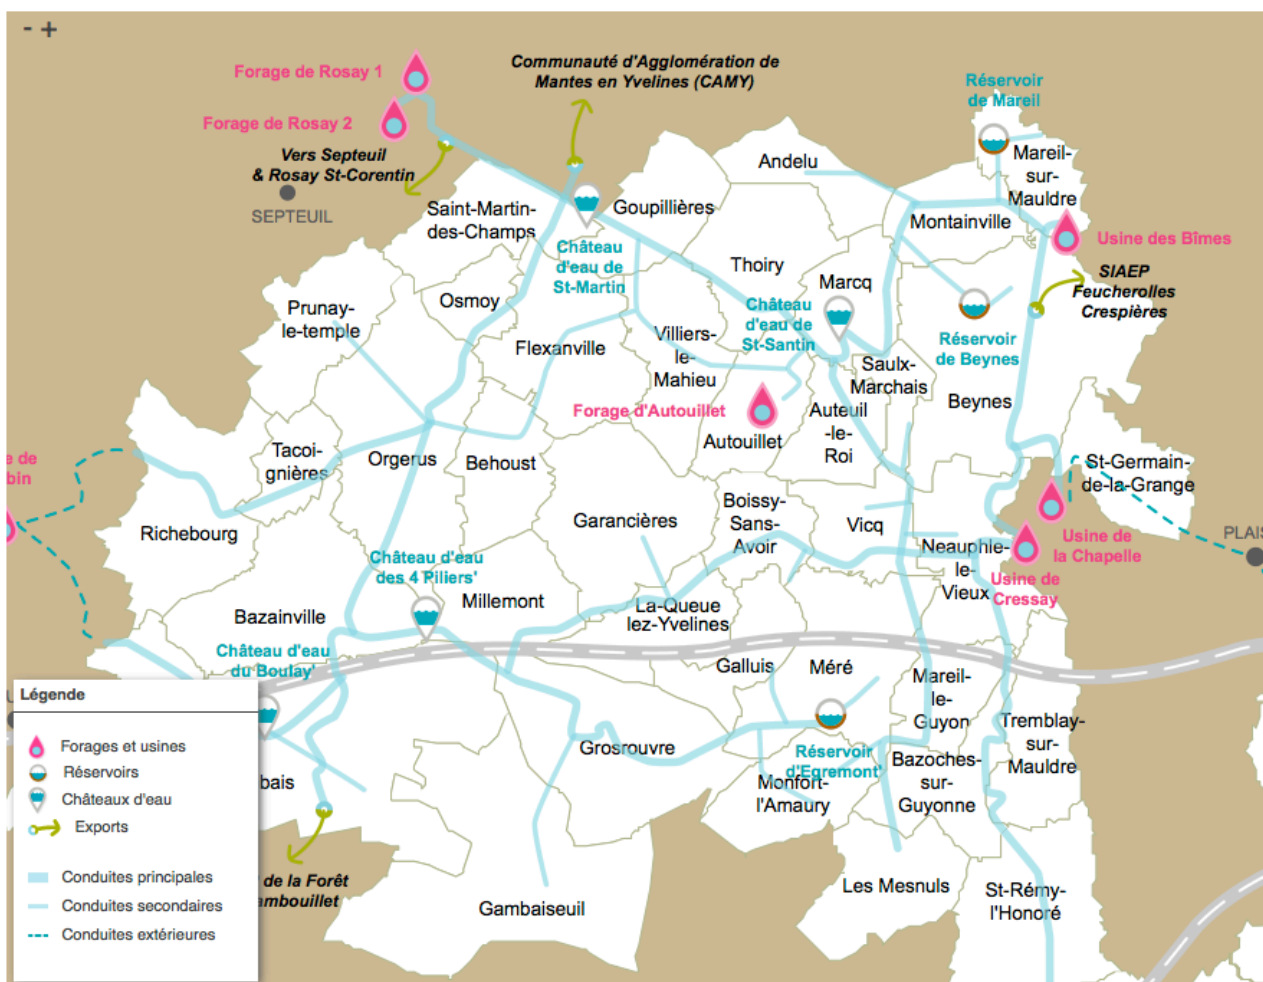 - +
Forage de Rosay 1
Forage de Rosay 2
Communauté d'Agglomération de
Mantes en Yvelines (CAMY)
Réservoir
de Mareil
Vers Septeuil
& Rosay St-Corentin
SEPTEUIL
Saint-Martin-
des-Champs
Goupillières
Andelu
Mareil-
sur-
Mauldre
Montainville
Usine des Bîmes
Château
d'eau de
St-Martin
Thoiry
Marcq
SIAEP
Feucherolles
Crespières
Prunay-
le-temple
Osmoy
Flexanville
Villiers-
le-
Mahieu
Château
d'eau de
St-Santin
Réservoir
de Beynes
Saulx-
Marchais
Beynes
Forage d'Autouillet
Autouillet
Auteuil
-le-
Roi
Tacoi-
gnières
Orgerus
Behoust
St-Germain-
de-la-Grange
e de
bin
Richebourg
Garancières
Boissy-
Sans-
Avoir
Vicq
Neauphle-
le-
Vieux
Usine de
la Chapelle
PLAIS
Usine de
Cressay
Château d'eau
des 4 Piliers'
Millemont
Bazainville
La-Queue
lez-Yvelines
Château d'eau
du Boulay'
Galluis
Méré
Mareil-
le-
Guyon
Tremblay-
sur-
Mauldre
Grosrouvre
Réservoir
d'Egremont'
Bazoches-
sur-
Guyonne
Monfort-
l'Amaury
bais
de la Forêt
ambouillet
Les Mesnuls
St-Rémy-
l'Honoré
Gambaiseuil
Légende
Forages et usines
Réservoirs
Châteaux d'eau
Exports
Conduites principales
Conduites secondaires
Conduites extérieures